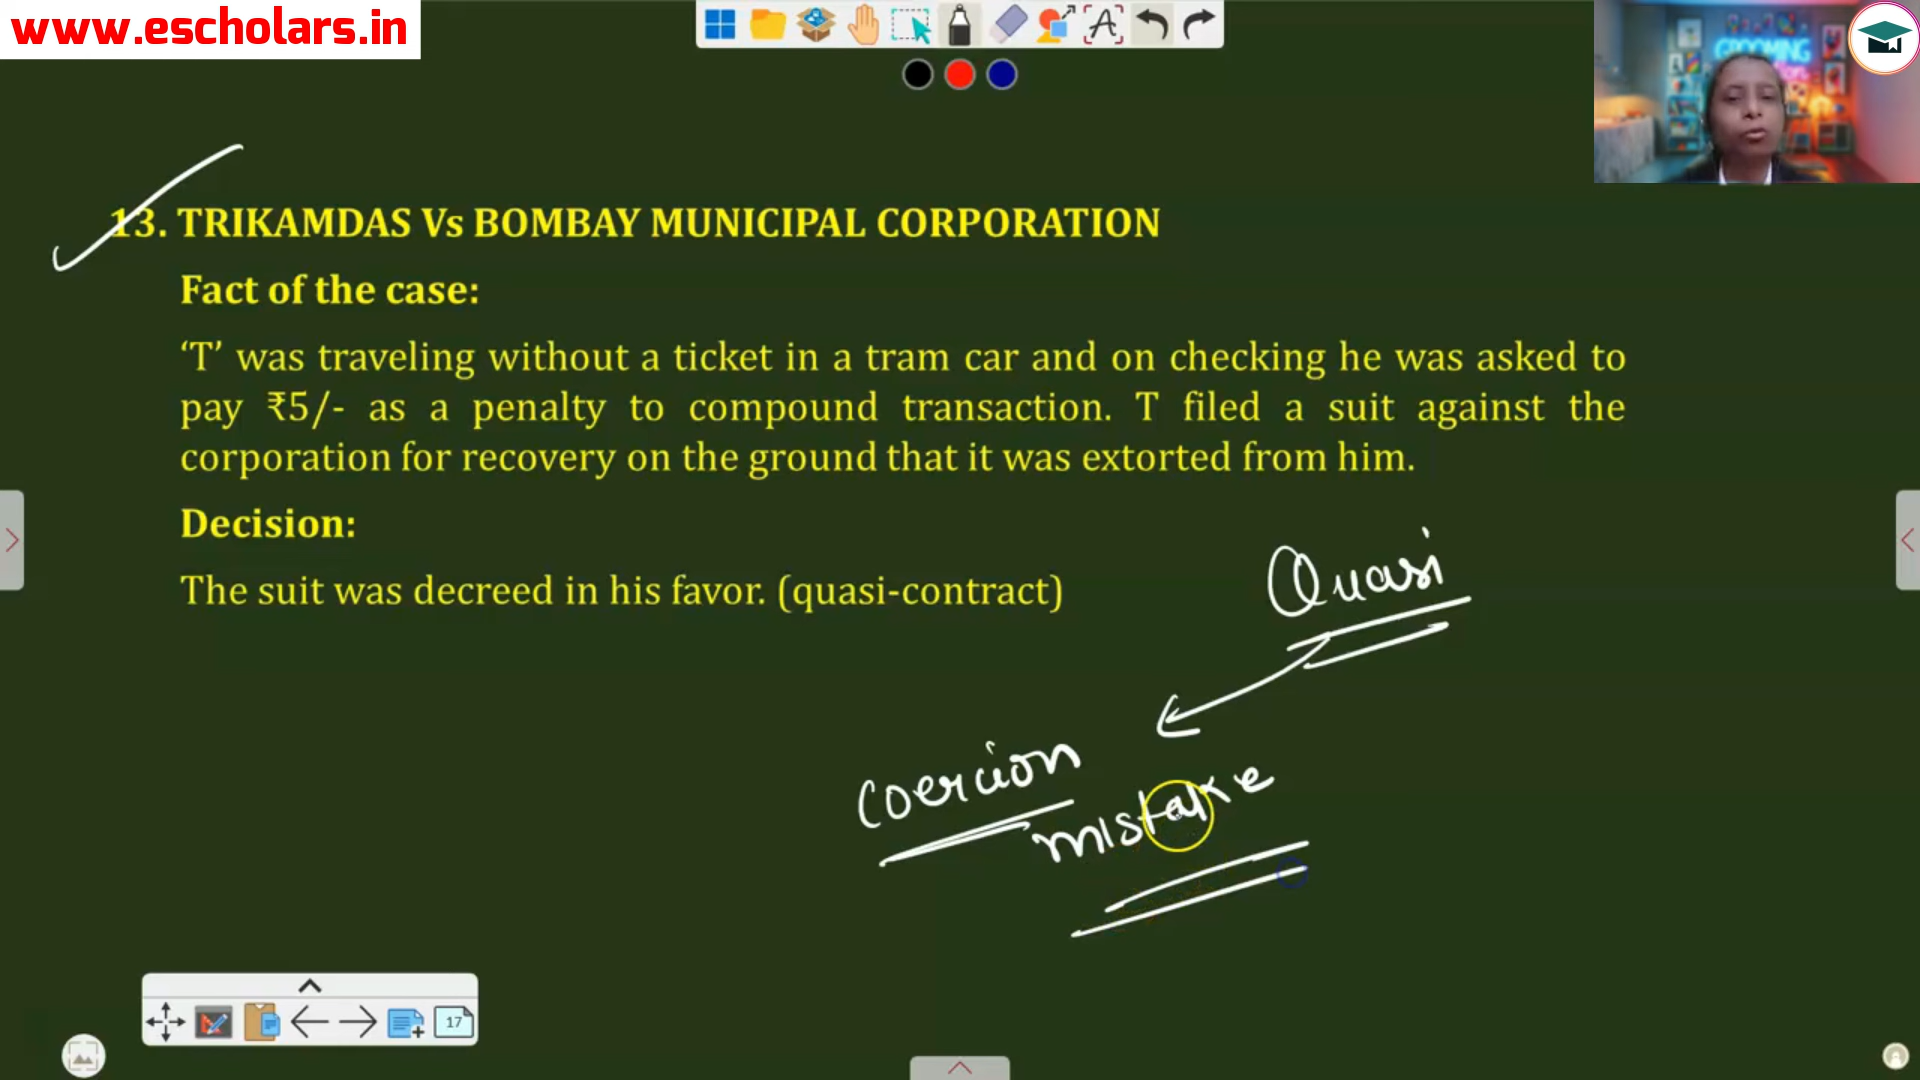 www.escholars.in
GROOMING
13. TRIKAMDAS Vs BOMBAY MUNICIPAL CORPORATION
Fact of the case:
‘T’ was traveling without a ticket in a tram car and on checking he was asked to
pay ₹5/- as a penalty to compound transaction. T filed a suit against the
corporation for recovery on the ground that it was extorted from him.
Decision:
The suit was decreed in his favor. (quasi-contract)
Quasi
Coercion
mistake
17